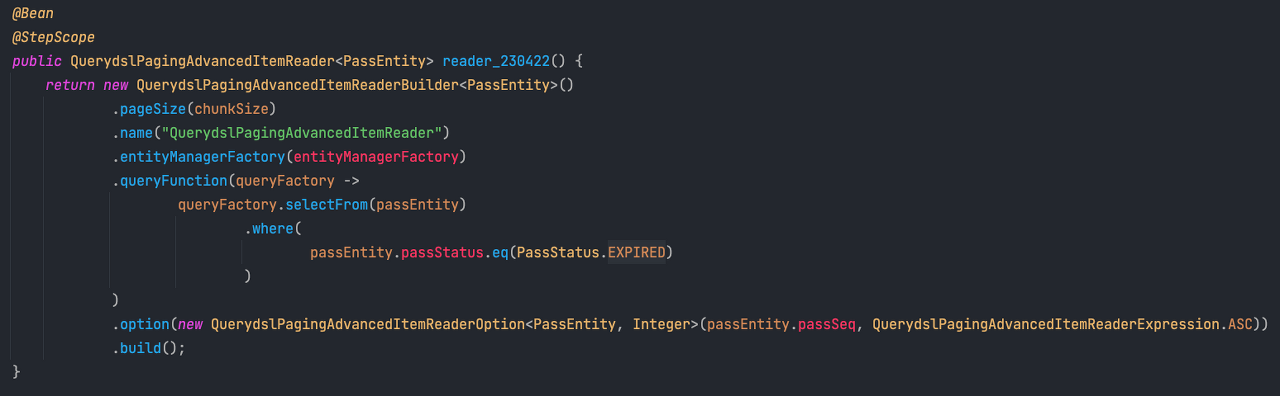 @Bean
@StepScope
public QuerydslPagingAdvancedItemReader<PassEntity> reader_230422() {
    return new QuerydslPagingAdvancedItemReaderBuilder<PassEntity>()
            .pageSize(chunkSize)
            .name("QuerydslPagingAdvancedItemReader")
            .entityManagerFactory(entityManagerFactory)
            .queryFunction(queryFactory ->
                    queryFactory.selectFrom(passEntity)
                            .where(
                                    passEntity.passStatus.eq(PassStatus.EXPIRED)
                            )
            )
            .option(new QuerydslPagingAdvancedItemReaderOption<PassEntity, Integer>(passEntity.passSeq, QuerydslPagingAdvancedItemReaderExpression.ASC))
            .build();
}